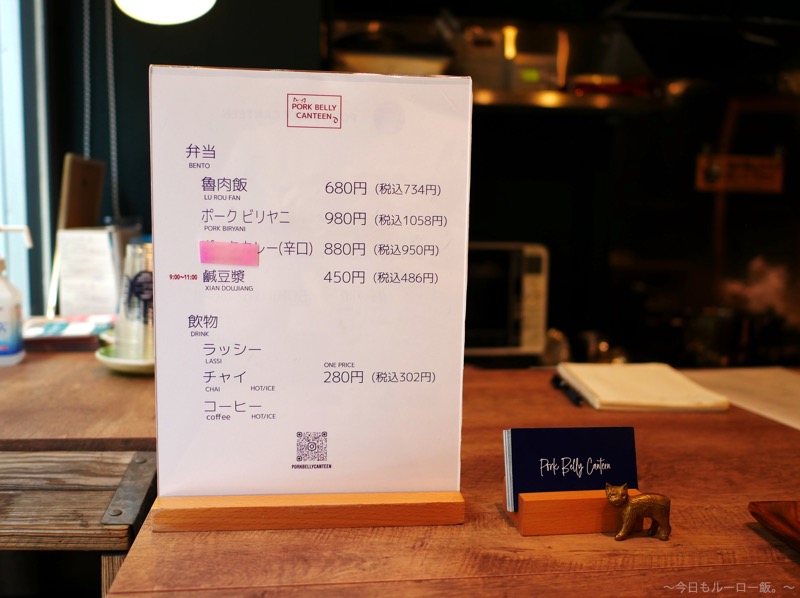 PORK BELLY
CANTEEN
弁当
BENTO
魯肉飯 680円 (税込734円)
LU ROU FAN
ポーク ビリヤニ 980円 (税込1058円)
PORK BIRYANI
カレー(辛口) 880円 (税込950円)
9:00〜11:00 鹹豆漿 450円 (税込486円)
XIAN DOUJIANG
飲物
DRINK
ラッシー
LASSI
ONE PRICE
チャイ 280円 (税込302円)
CHAI HOT/ICE
コーヒー
coffee HOT/ICE
PORKBELLYCANTEEN
Pork Belly Canteen
〜今日もルーロー飯。〜